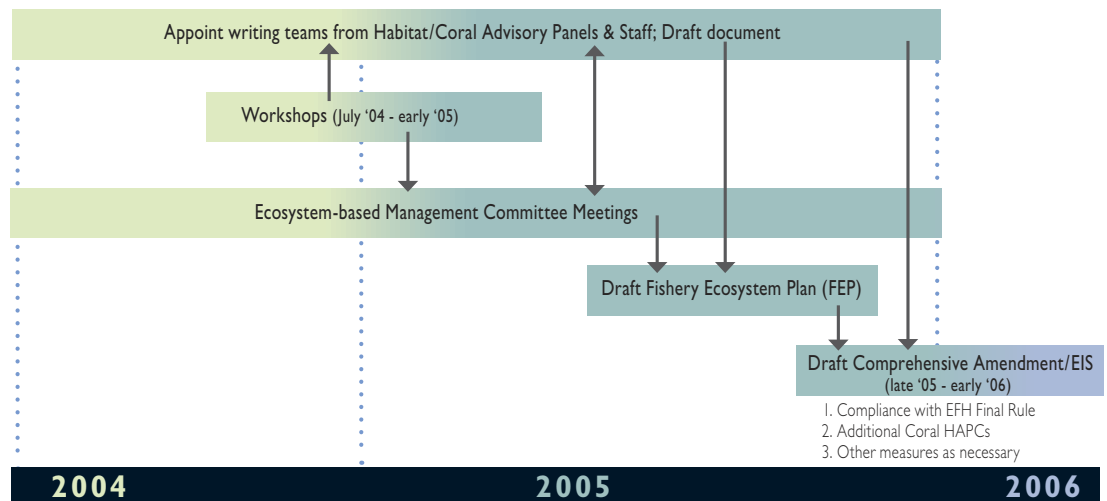 Appoint writing teams from Habitat/Coral Advisory Panels & Staff; Draft document
Workshops (July ‘04 - early ‘05)
Ecosystem-based Management Committee Meetings
Draft Fishery Ecosystem Plan (FEP)
Draft Comprehensive Amendment/EIS
(late ‘05 - early ‘06)
1. Compliance with EFH Final Rule
2. Additional Coral HAPCs
3. Other measures as necessary
2004 2005 2006